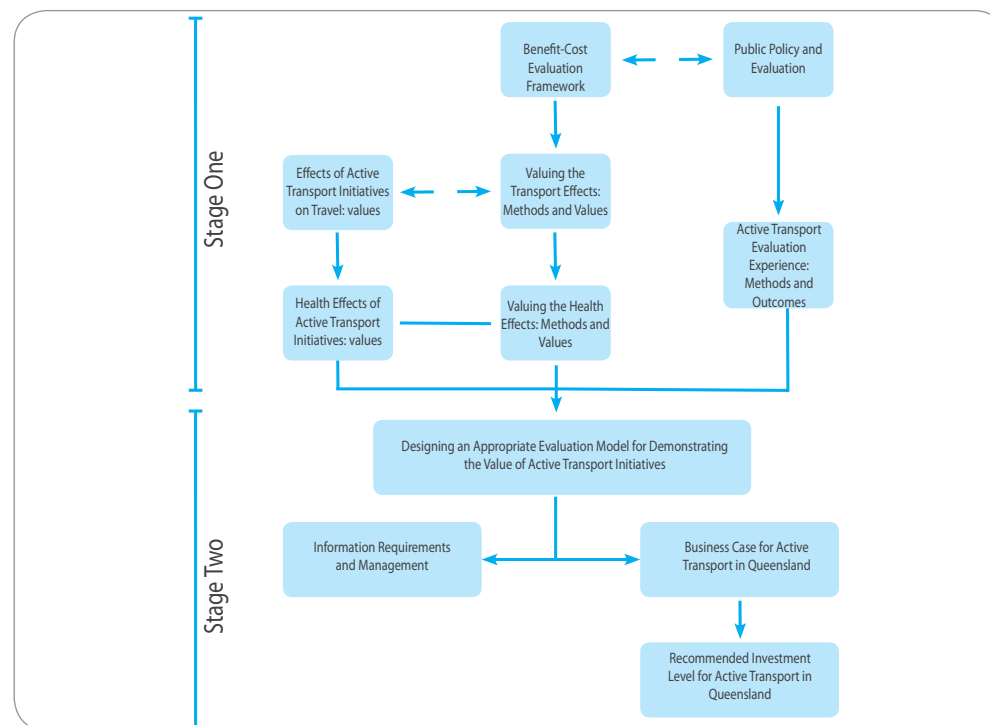 Stage One
Benefit-Cost
Evaluation
Framework
Public Policy and
Evaluation
Effects of Active
Transport Initiatives
on Travel: values
Valuing the
Transport Effects:
Methods and Values
Active Transport
Evaluation
Experience:
Methods and
Outcomes
Health Effects of
Active Transport
Initiatives: values
Valuing the Health
Effects: Methods and
Values
Stage Two
Designing an Appropriate Evaluation Model for Demonstrating
the Value of Active Transport Initiatives
Information Requirements
and Management
Business Case for Active
Transport in Queensland
Recommended Investment
Level for Active Transport in
Queensland